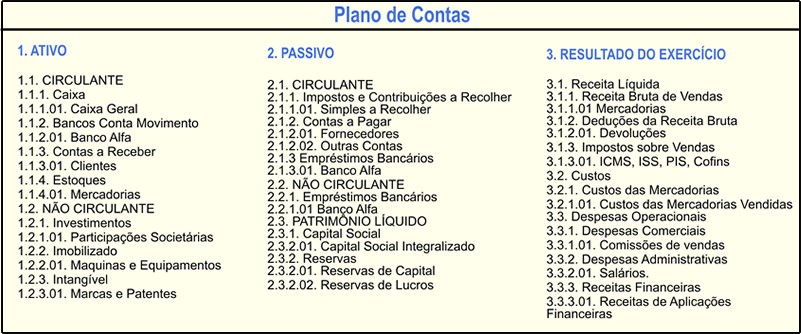 Plano de Contas
1. ATIVO
1.1. CIRCULANTE
1.1.1. Caixa
1.1.1.01. Caixa Geral
1.1.2. Bancos Conta Movimento
1.1.2.01. Banco Alfa
1.1.3. Contas a Receber
1.1.3.01. Clientes
1.1.4. Estoques
1.1.4.01. Mercadorias
1.2. NÃO CIRCULANTE
1.2.1. Investimentos
1.2.1.01. Participações Societárias
1.2.2. Imobilizado
1.2.2.01. Maquinas e Equipamentos
1.2.3. Intangível
1.2.3.01. Marcas e Patentes
2. PASSIVO
2.1. CIRCULANTE
2.1.1. Impostos e Contribuições a Recolher
2.1.1.01. Simples a Recolher
2.1.2. Contas a Pagar
2.1.2.01. Fornecedores
2.1.2.02. Outras Contas
2.1.3 Empréstimos Bancários
2.1.3.01. Banco Alfa
2.2. NÃO CIRCULANTE
2.2.1. Empréstimos Bancários
2.2.1.01 Banco Alfa
2.3. PATRIMÔNIO LÍQUIDO
2.3.1. Capital Social
2.3.2.01. Capital Social Integralizado
2.3.2. Reservas
2.3.2.01. Reservas de Capital
2.3.2.02. Reservas de Lucros
3. RESULTADO DO EXERCÍCIO
3.1. Receita Líquida
3.1.1. Receita Bruta de Vendas
3.1.1.01 Mercadorias
3.1.2. Deduções da Receita Bruta
3.1.2.01. Devoluções
3.1.3. Impostos sobre Vendas
3.1.3.01. ICMS, ISS, PIS, Cofins
3.2. Custos
3.2.1. Custos das Mercadorias
3.2.1.01. Custos das Mercadorias Vendidas
3.3. Despesas Operacionais
3.3.1. Despesas Comerciais
3.3.1.01. Comissões de vendas
3.3.2. Despesas Administrativas
3.3.2.01. Salários.
3.3.3. Receitas Financeiras
3.3.3.01. Receitas de Aplicações
Financeiras